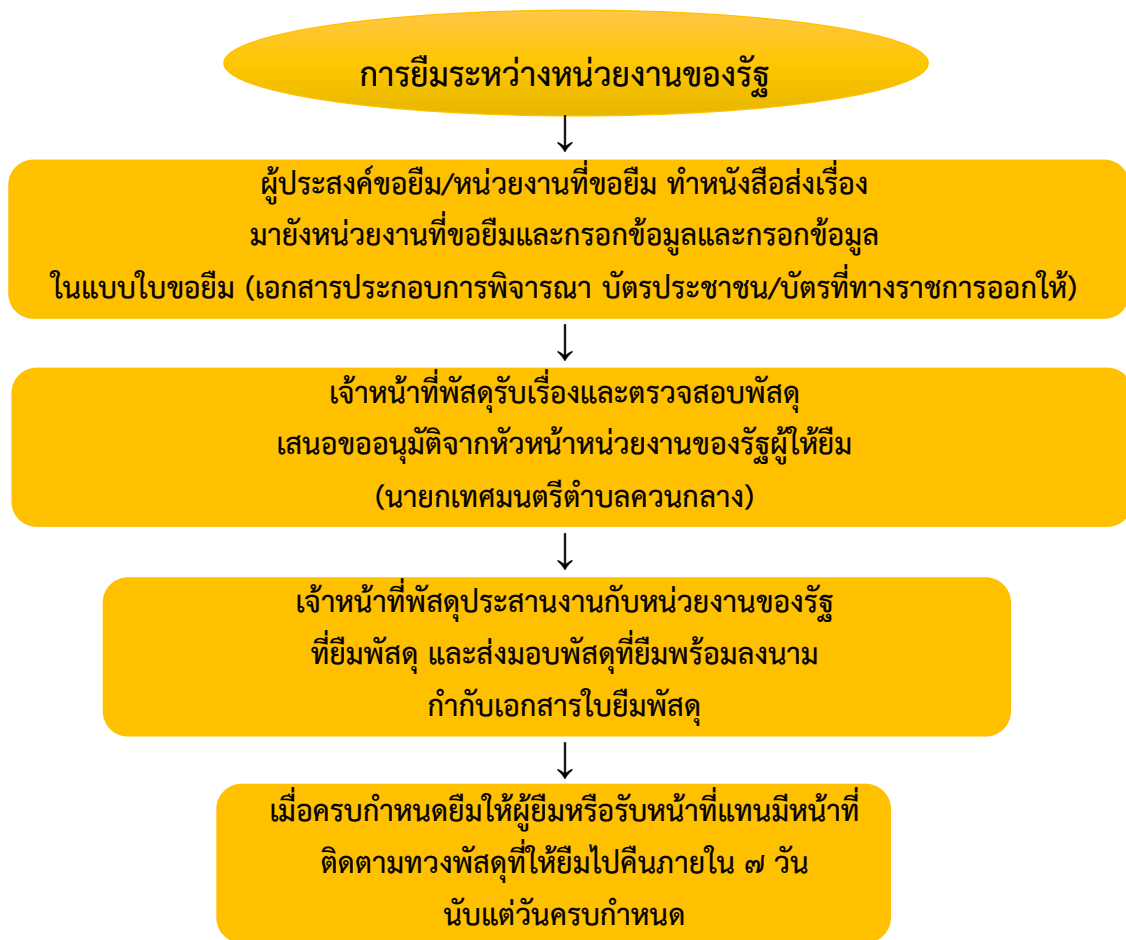 การยืมระหว่างหน่วยงานของรัฐ
↓
ผู้ประสงค์ขอยืม/หน่วยงานที่ขอยืม ทำหนังสือส่งเรื่อง
มายังหน่วยงานที่ขอยืมและกรอกข้อมูลและกรอกข้อมูล
ในแบบใบขอยืม (เอกสารประกอบการพิจารณา บัตรประชาชน/บัตรที่ทางราชการออกให้)
↓
เจ้าหน้าที่พัสดุรับเรื่องและตรวจสอบพัสดุ
เสนอขออนุมัติจากหัวหน้าหน่วยงานของรัฐผู้ให้ยืม
(นายกเทศมนตรีตำบลควนกลาง)
↓
เจ้าหน้าที่พัสดุประสานงานกับหน่วยงานของรัฐ
ที่ยืมพัสดุ และส่งมอบพัสดุที่ยืมพร้อมลงนาม
กำกับเอกสารใบยืมพัสดุ
↓
เมื่อครบกำหนดยืมให้ผู้ยืมหรือรับหน้าที่แทนมีหน้าที่
ติดตามทวงพัสดุที่ให้ยืมไปคืนภายใน ๗ วัน
นับแต่วันครบกำหนด